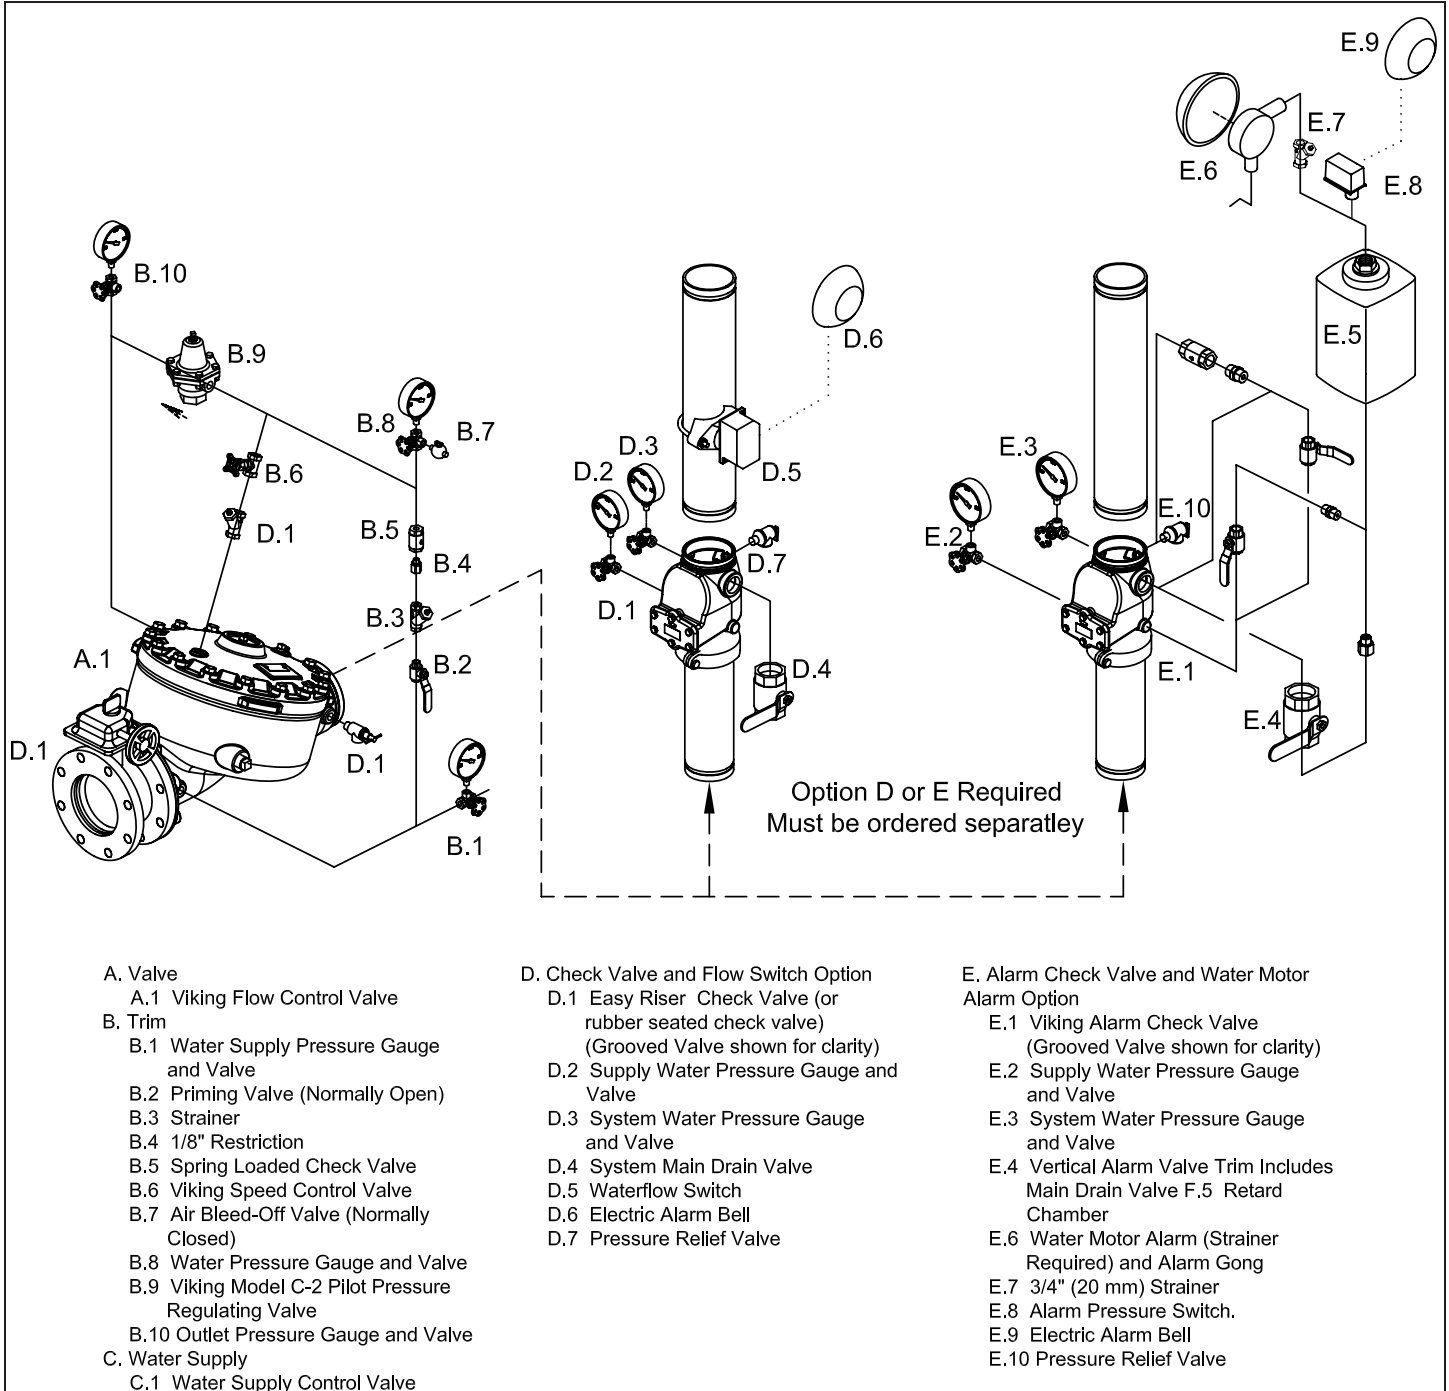 E.9
E.7
E.6
E.8
B.10
E.5
D.6
B.9
B.8
B.7
D.3
E.3
D.2
D.5
B.6
E.10
D.1
B.5
E.2
D.7
B.4
D.1
B.3
A.1
B.2
D.4
E.1
E.4
D.1
D.1
Option D or E Required
Must be ordered separatley
B.1
A. Valve
A.1 Viking Flow Control Valve
B. Trim
B.1 Water Supply Pressure Gauge
and Valve
B.2 Priming Valve (Normally Open)
B.3 Strainer
B.4 1/8" Restriction
B.5 Spring Loaded Check Valve
B.6 Viking Speed Control Valve
B.7 Air Bleed-Off Valve (Normally
Closed)
B.8 Water Pressure Gauge and Valve
B.9 Viking Model C-2 Pilot Pressure
Regulating Valve
B.10 Outlet Pressure Gauge and Valve
C. Water Supply
C.1 Water Supply Control Valve
D. Check Valve and Flow Switch Option
D.1 Easy Riser Check Valve (or
rubber seated check valve)
(Grooved Valve shown for clarity)
D.2 Supply Water Pressure Gauge and
Valve
D.3 System Water Pressure Gauge
and Valve
D.4 System Main Drain Valve
D.5 Waterflow Switch
D.6 Electric Alarm Bell
D.7 Pressure Relief Valve
E. Alarm Check Valve and Water Motor
Alarm Option
E.1 Viking Alarm Check Valve
(Grooved Valve shown for clarity)
E.2 Supply Water Pressure Gauge
and Valve
E.3 System Water Pressure Gauge
and Valve
E.4 Vertical Alarm Valve Trim Includes
Main Drain Valve F.5 Retard
Chamber
E.6 Water Motor Alarm (Strainer
Required) and Alarm Gong
E.7 3/4" (20 mm) Strainer
E.8 Alarm Pressure Switch.
E.9 Electric Alarm Bell
E.10 Pressure Relief Valve